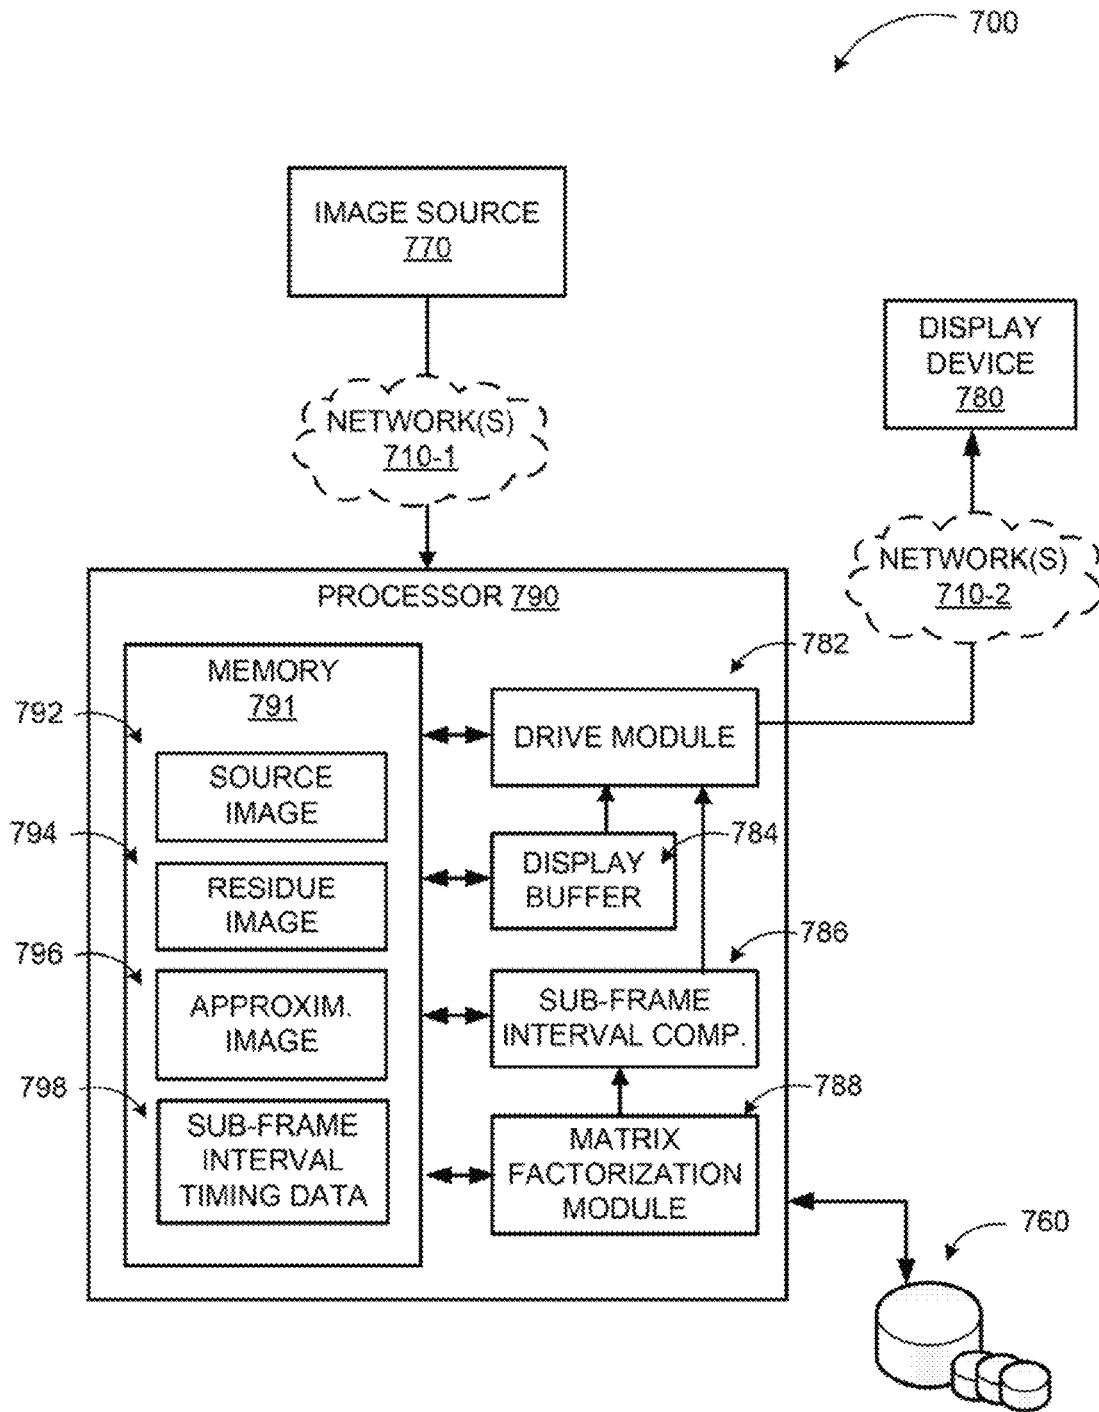 700
IMAGE SOURCE
770
DISPLAY
DEVICE
780
NETWORK(S)
710-1
NETWORK(S)
710-2
PROCESSOR 790
782
MEMORY
791
792
DRIVE MODULE
SOURCE
IMAGE
794
784
DISPLAY
BUFFER
RESIDUE
IMAGE
796
786
SUB-FRAME
INTERVAL COMP.
APPROXIM.
IMAGE
798
788
SUB-FRAME
INTERVAL
TIMING DATA
MATRIX
FACTORIZATION
MODULE
760